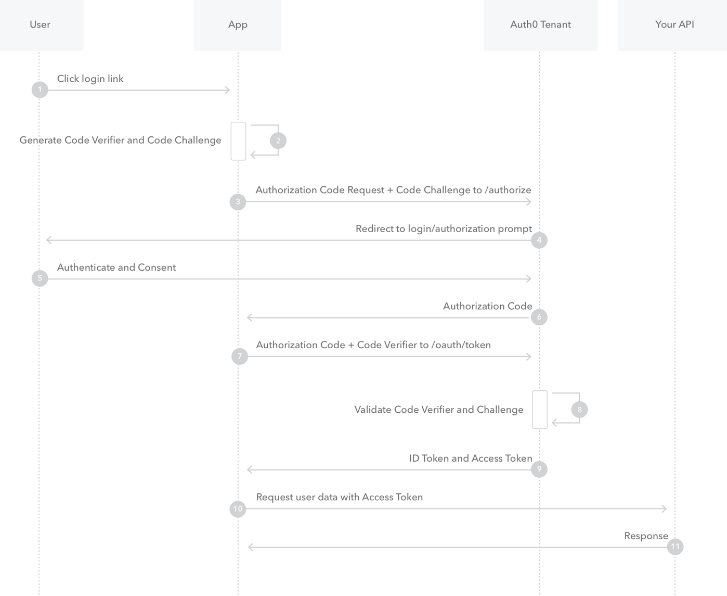 User
App
Auth0 Tenant
Your API
Click login link
1
Generate Code Verifier and Code Challenge
2
Authorization Code Request + Code Challenge to /authorize
3
Redirect to login/authorization prompt
4
Authenticate and Consent
5
Authorization Code
6
Authorization Code + Code Verifier to /oauth/token
7
Validate Code Verifier and Challenge
8
ID Token and Access Token
9
Request user data with Access Token
10
Response
11